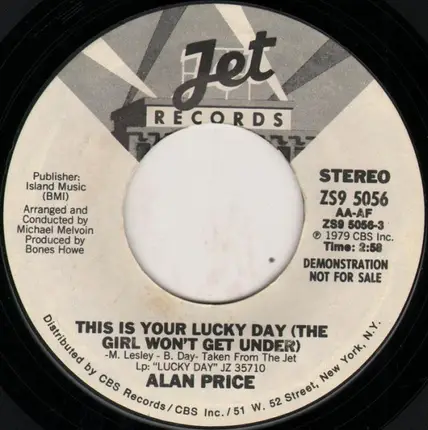 Jet
RECORDS
Publisher:
Island Music
(BMI)
Arranged and
Conducted by
Michael Melvoin
Produced by
Bones Howe
STEREO
ZS9 5056
AA-AF
ZS9 5056-3
℗ 1979 CBS Inc.
Time: 2:58
DEMONSTRATION
NOT FOR SALE
THIS IS YOUR LUCKY DAY (THE
GIRL WON'T GET UNDER)
-M. Lesley - B. Day- Taken From The Jet
Lp: "LUCKY DAY" JZ 35710
ALAN PRICE
Distributed by CBS Records/CBS Inc./51 W. 52 Street, New York, N.Y.